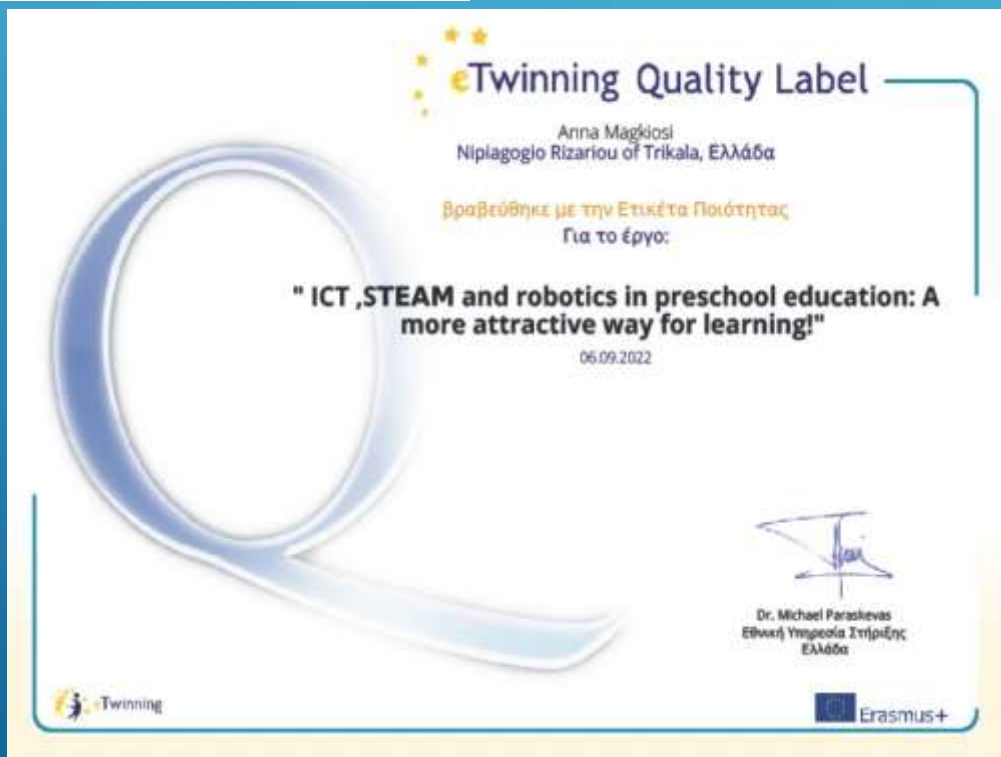 eTwinning Quality Label
Anna Magkiosi
Nipiagogio Rizariou of Trikala, Ελλάδα
βραβεύθηκε με την Ετικέτα Ποιότητας
Για το έργο:
" ICT ,STEAM and robotics in preschool education: A
more attractive way for learning!"
06.09.2022
Dr. Michael Paraskevas
Εθνική Υπηρεσία Στήριξης
Ελλάδα
eTwinning
Erasmus+